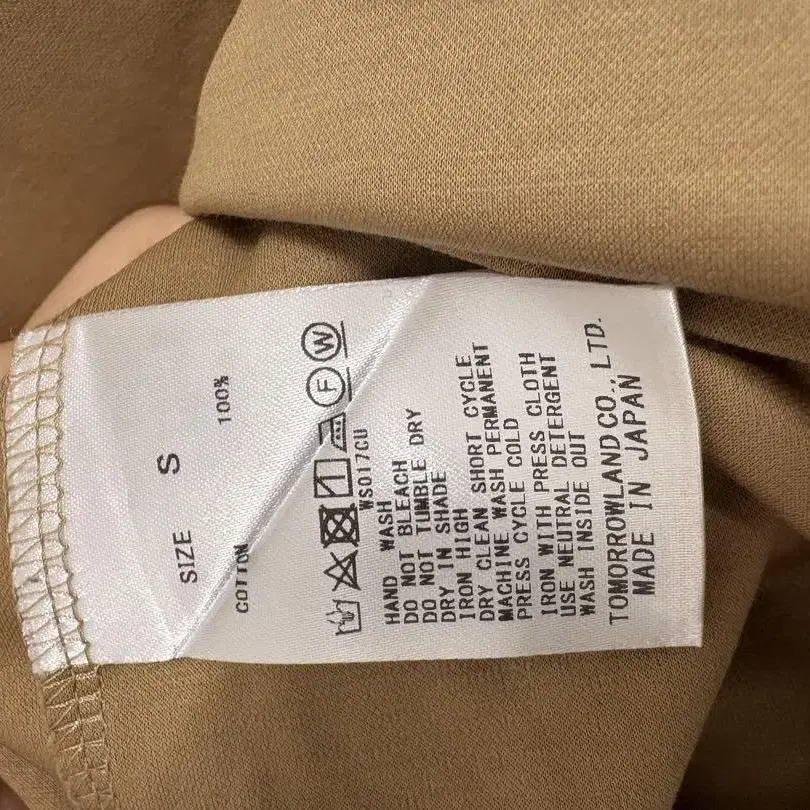 SIZE S
COTTON 100%
F W
WS017CU
HAND WASH
DO NOT BLEACH
DO NOT TUMBLE DRY
DRY IN SHADE
IRON HIGH
DRY CLEAN SHORT CYCLE
MACHINE WASH PERMANENT
PRESS CYCLE COLD
IRON WITH PRESS CLOTH
USE NEUTRAL DETERGENT
WASH INSIDE OUT
TOMORROWLAND CO., LTD.
MADE IN JAPAN